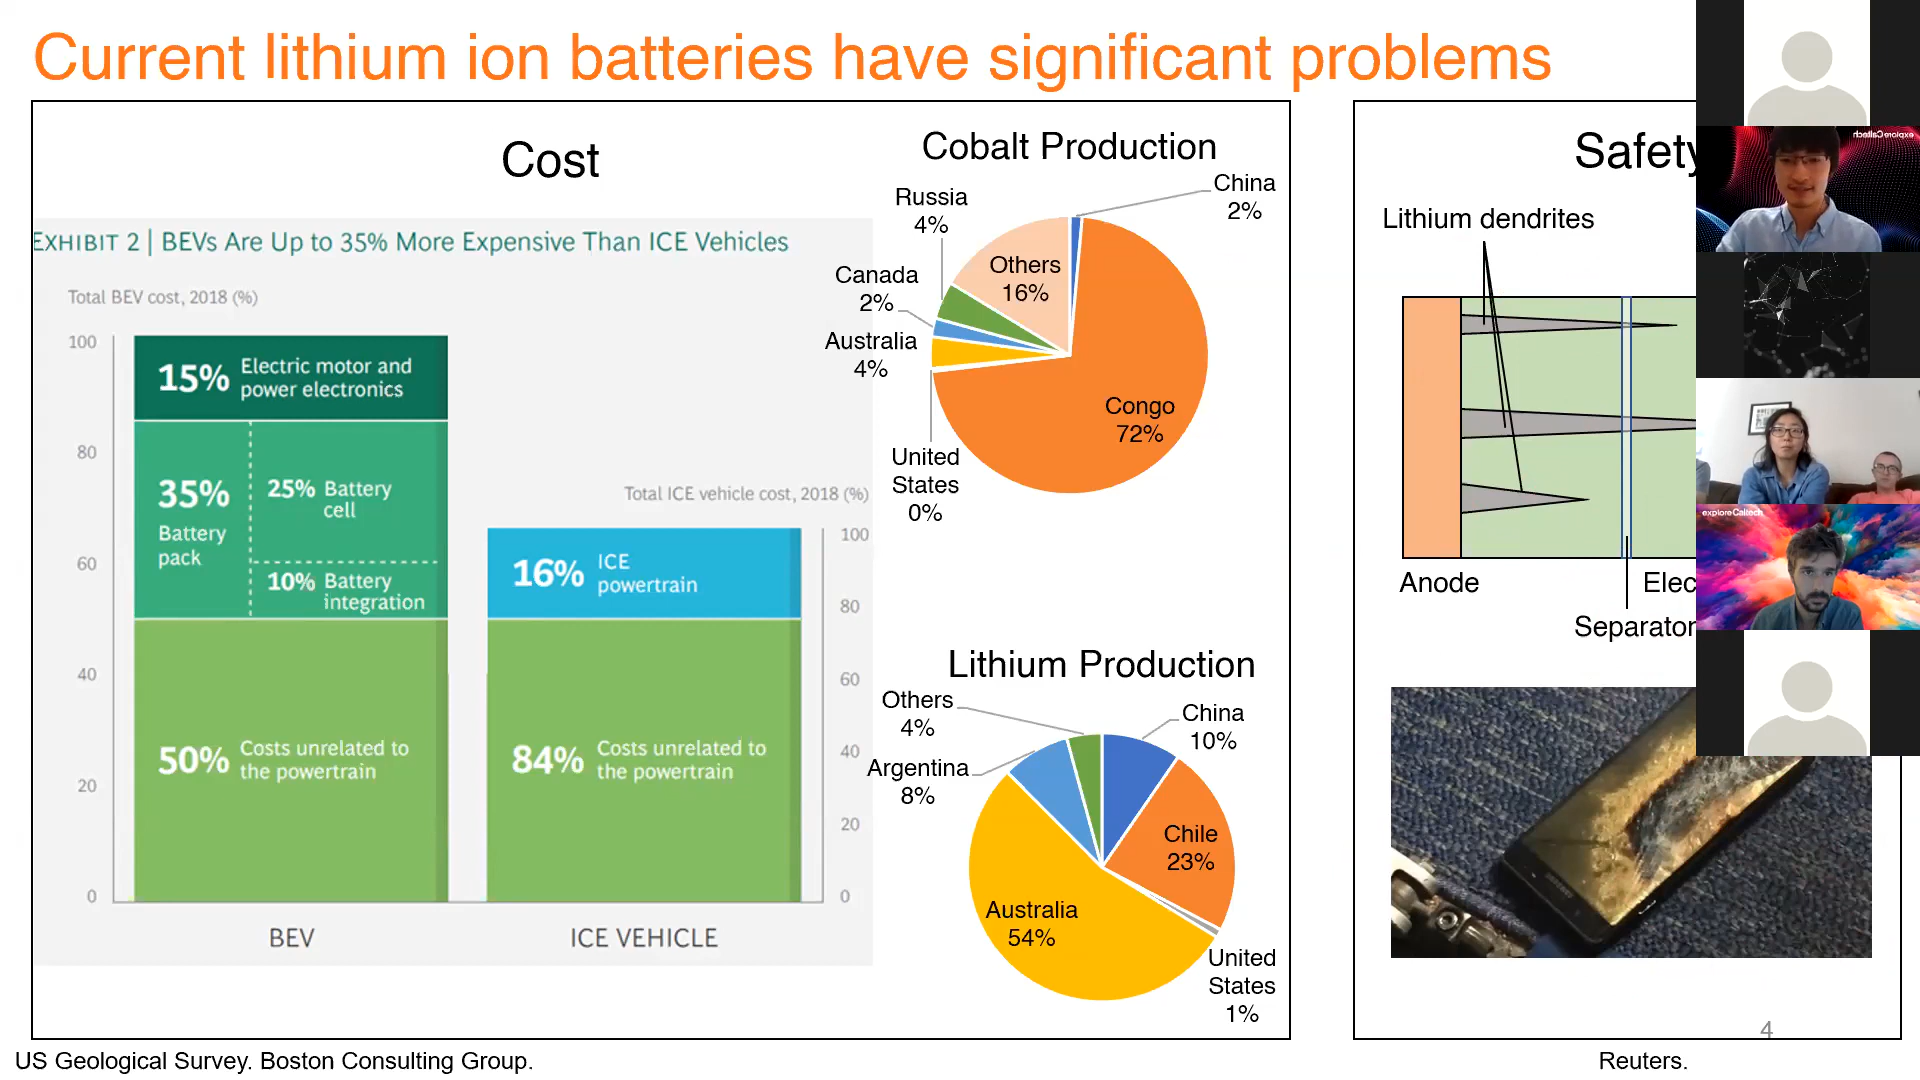 Current lithium ion batteries have significant problems
Cost
EXHIBIT 2 | BEVs Are Up to 35% More Expensive Than ICE Vehicles
Total BEV cost, 2018 (%)
100
80
60
40
20
0
15% Electric motor and
power electronics
35%
Battery
pack
25% Battery
cell
10% Battery
integration
50% Costs unrelated to
the powertrain
BEV
Total ICE vehicle cost, 2018 (%)
100
80
60
40
20
0
16% ICE
powertrain
84% Costs unrelated to
the powertrain
ICE VEHICLE
Cobalt Production
China
2%
Russia
4%
Others
16%
Canada
2%
Australia
4%
Congo
72%
United
States
0%
Lithium Production
Others
4%
China
10%
Argentina
8%
Chile
23%
Australia
54%
United
States
1%
Safety
Lithium dendrites
Anode
Elec
Separator
4
US Geological Survey. Boston Consulting Group.
Reuters.
exploreCaltech
exploreCaltech